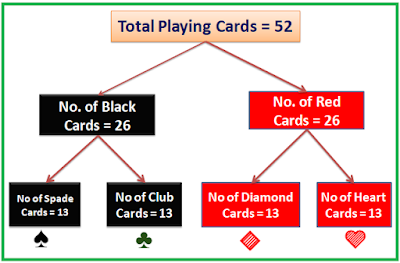 Total Playing Cards = 52
No. of Black
Cards = 26
No. of Red
Cards = 26
No of Spade
Cards = 13
No of Club
Cards = 13
No of Diamond
Cards = 13
No of Heart
Cards = 13